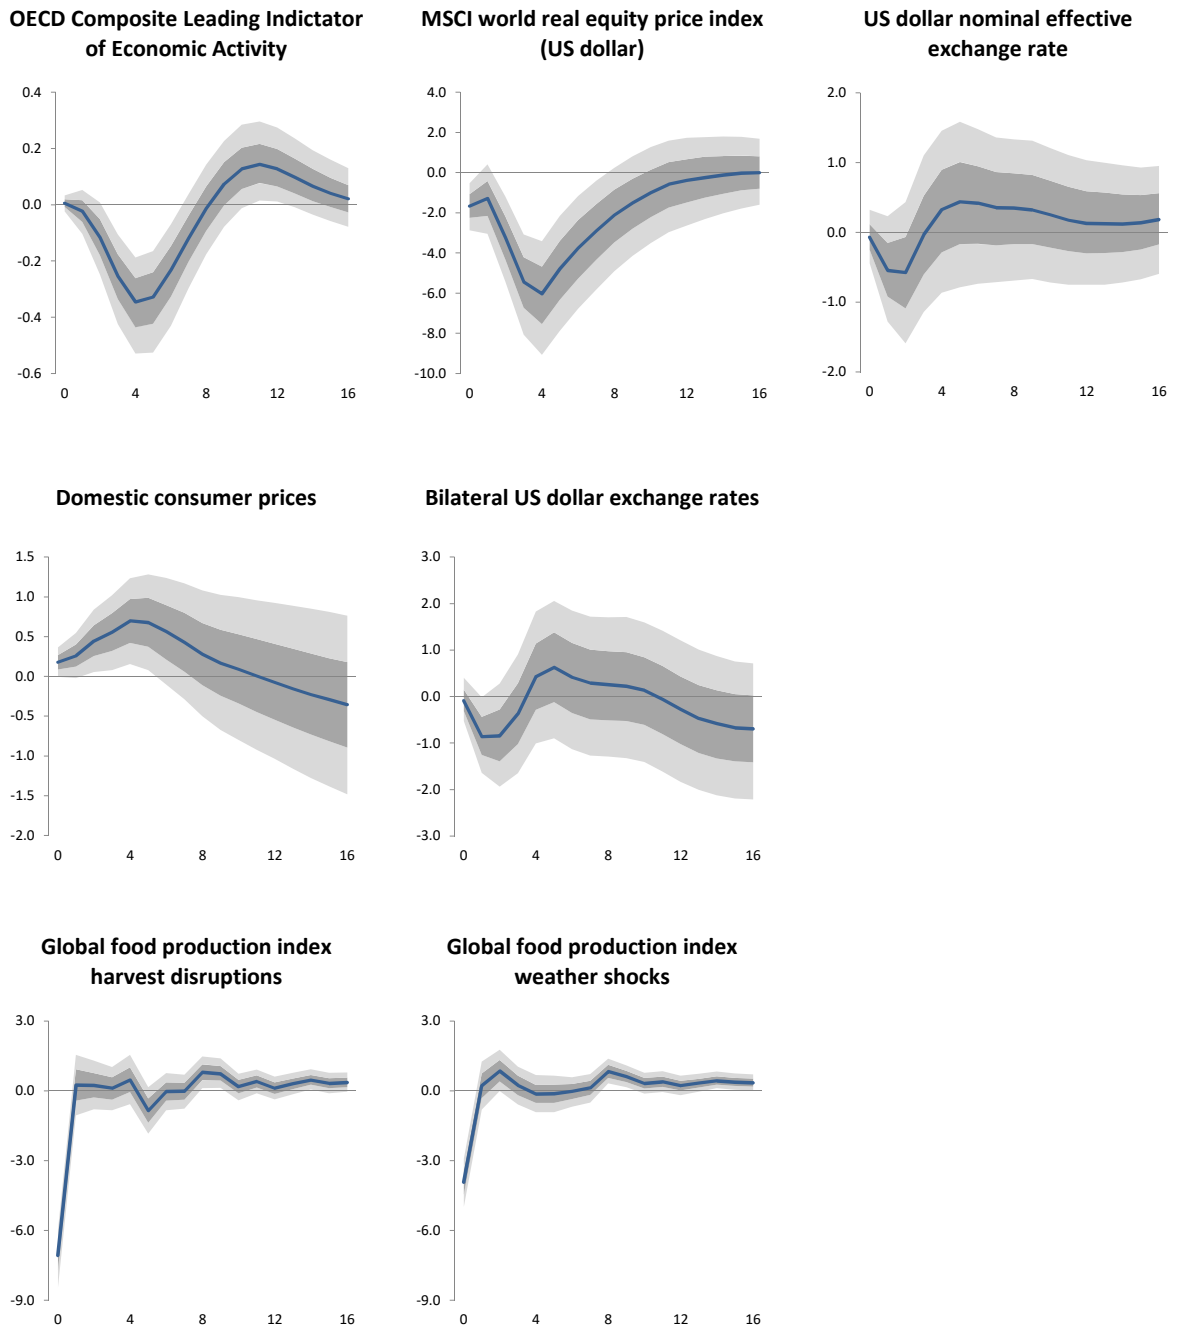 OECD Composite Leading Indictator
of Economic Activity
0.4
0.2
0.0
-0.2
-0.4
-0.6
0 4 8 12 16
MSCI world real equity price index
(US dollar)
4.0
2.0
0.0
-2.0
-4.0
-6.0
-8.0
-10.0
0 4 8 12 16
US dollar nominal effective
exchange rate
2.0
1.0
0.0
-1.0
-2.0
0 4 8 12 16
Domestic consumer prices
1.5
1.0
0.5
0.0
-0.5
-1.0
-1.5
-2.0
0 4 8 12 16
Bilateral US dollar exchange rates
3.0
2.0
1.0
0.0
-1.0
-2.0
-3.0
0 4 8 12 16
Global food production index
harvest disruptions
3.0
0.0
-3.0
-6.0
-9.0
0 4 8 12 16
Global food production index
weather shocks
3.0
0.0
-3.0
-6.0
-9.0
0 4 8 12 16